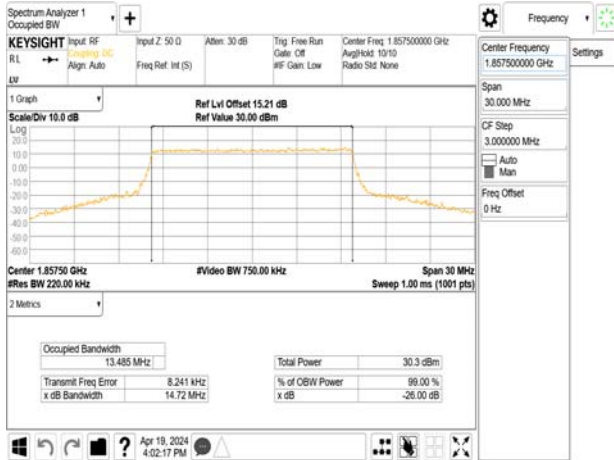 Spectrum Analyzer 1
Occupied BW
+
Frequency
KEYSIGHT
Input: RF
Coupling: DC
Align: Auto
Input Z: 50 Ω
Freq Ref: Int (S)
Atten: 30 dB
Trig: Free Run
Gate: Off
#IF Gain: Low
Center Freq: 1.857500000 GHz
Avg|Hold: 10/10
Radio Std: None
R L
LM
1 Graph
Scale/Div 10.0 dB
Ref Lvl Offset 15.21 dB
Ref Value 30.00 dBm
Log
20.0
10.0
0.00
-10.0
-20.0
-30.0
-40.0
-50.0
-60.0
Center 1.85750 GHz
#Res BW 220.00 kHz
#Video BW 750.00 kHz
Span 30 MHz
Sweep 1.00 ms (1001 pts)
2 Metrics
Occupied Bandwidth
13.485 MHz
Transmit Freq Error
8.241 kHz
x dB Bandwidth
14.72 MHz
Total Power
30.3 dBm
% of OBW Power
99.00 %
x dB
-26.00 dB
Apr 19, 2024
4:02:17 PM
Center Frequency
1.857500000 GHz
Settings
Span
30.000 MHz
CF Step
3.000000 MHz
Auto
Man
Freq Offset
0 Hz